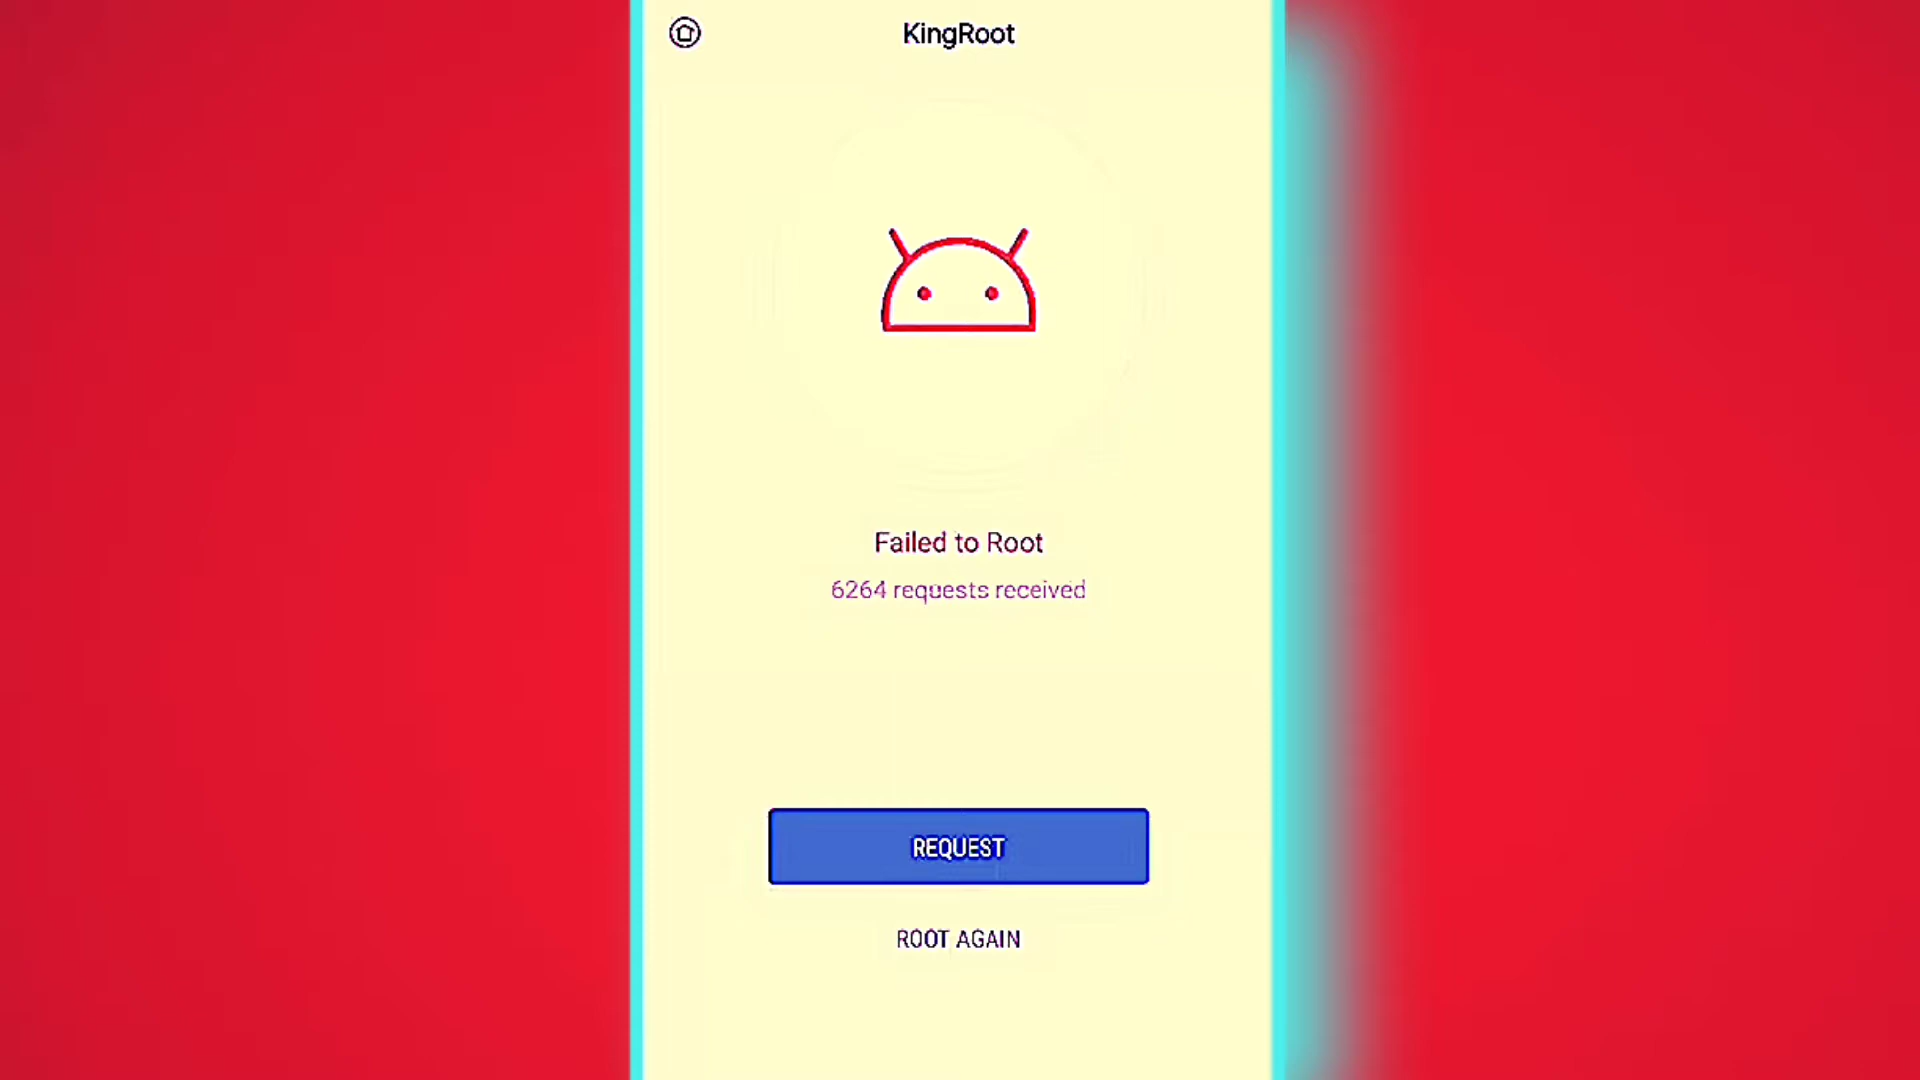 KingRoot
Failed to Root
6264 requests received
REQUEST
ROOT AGAIN